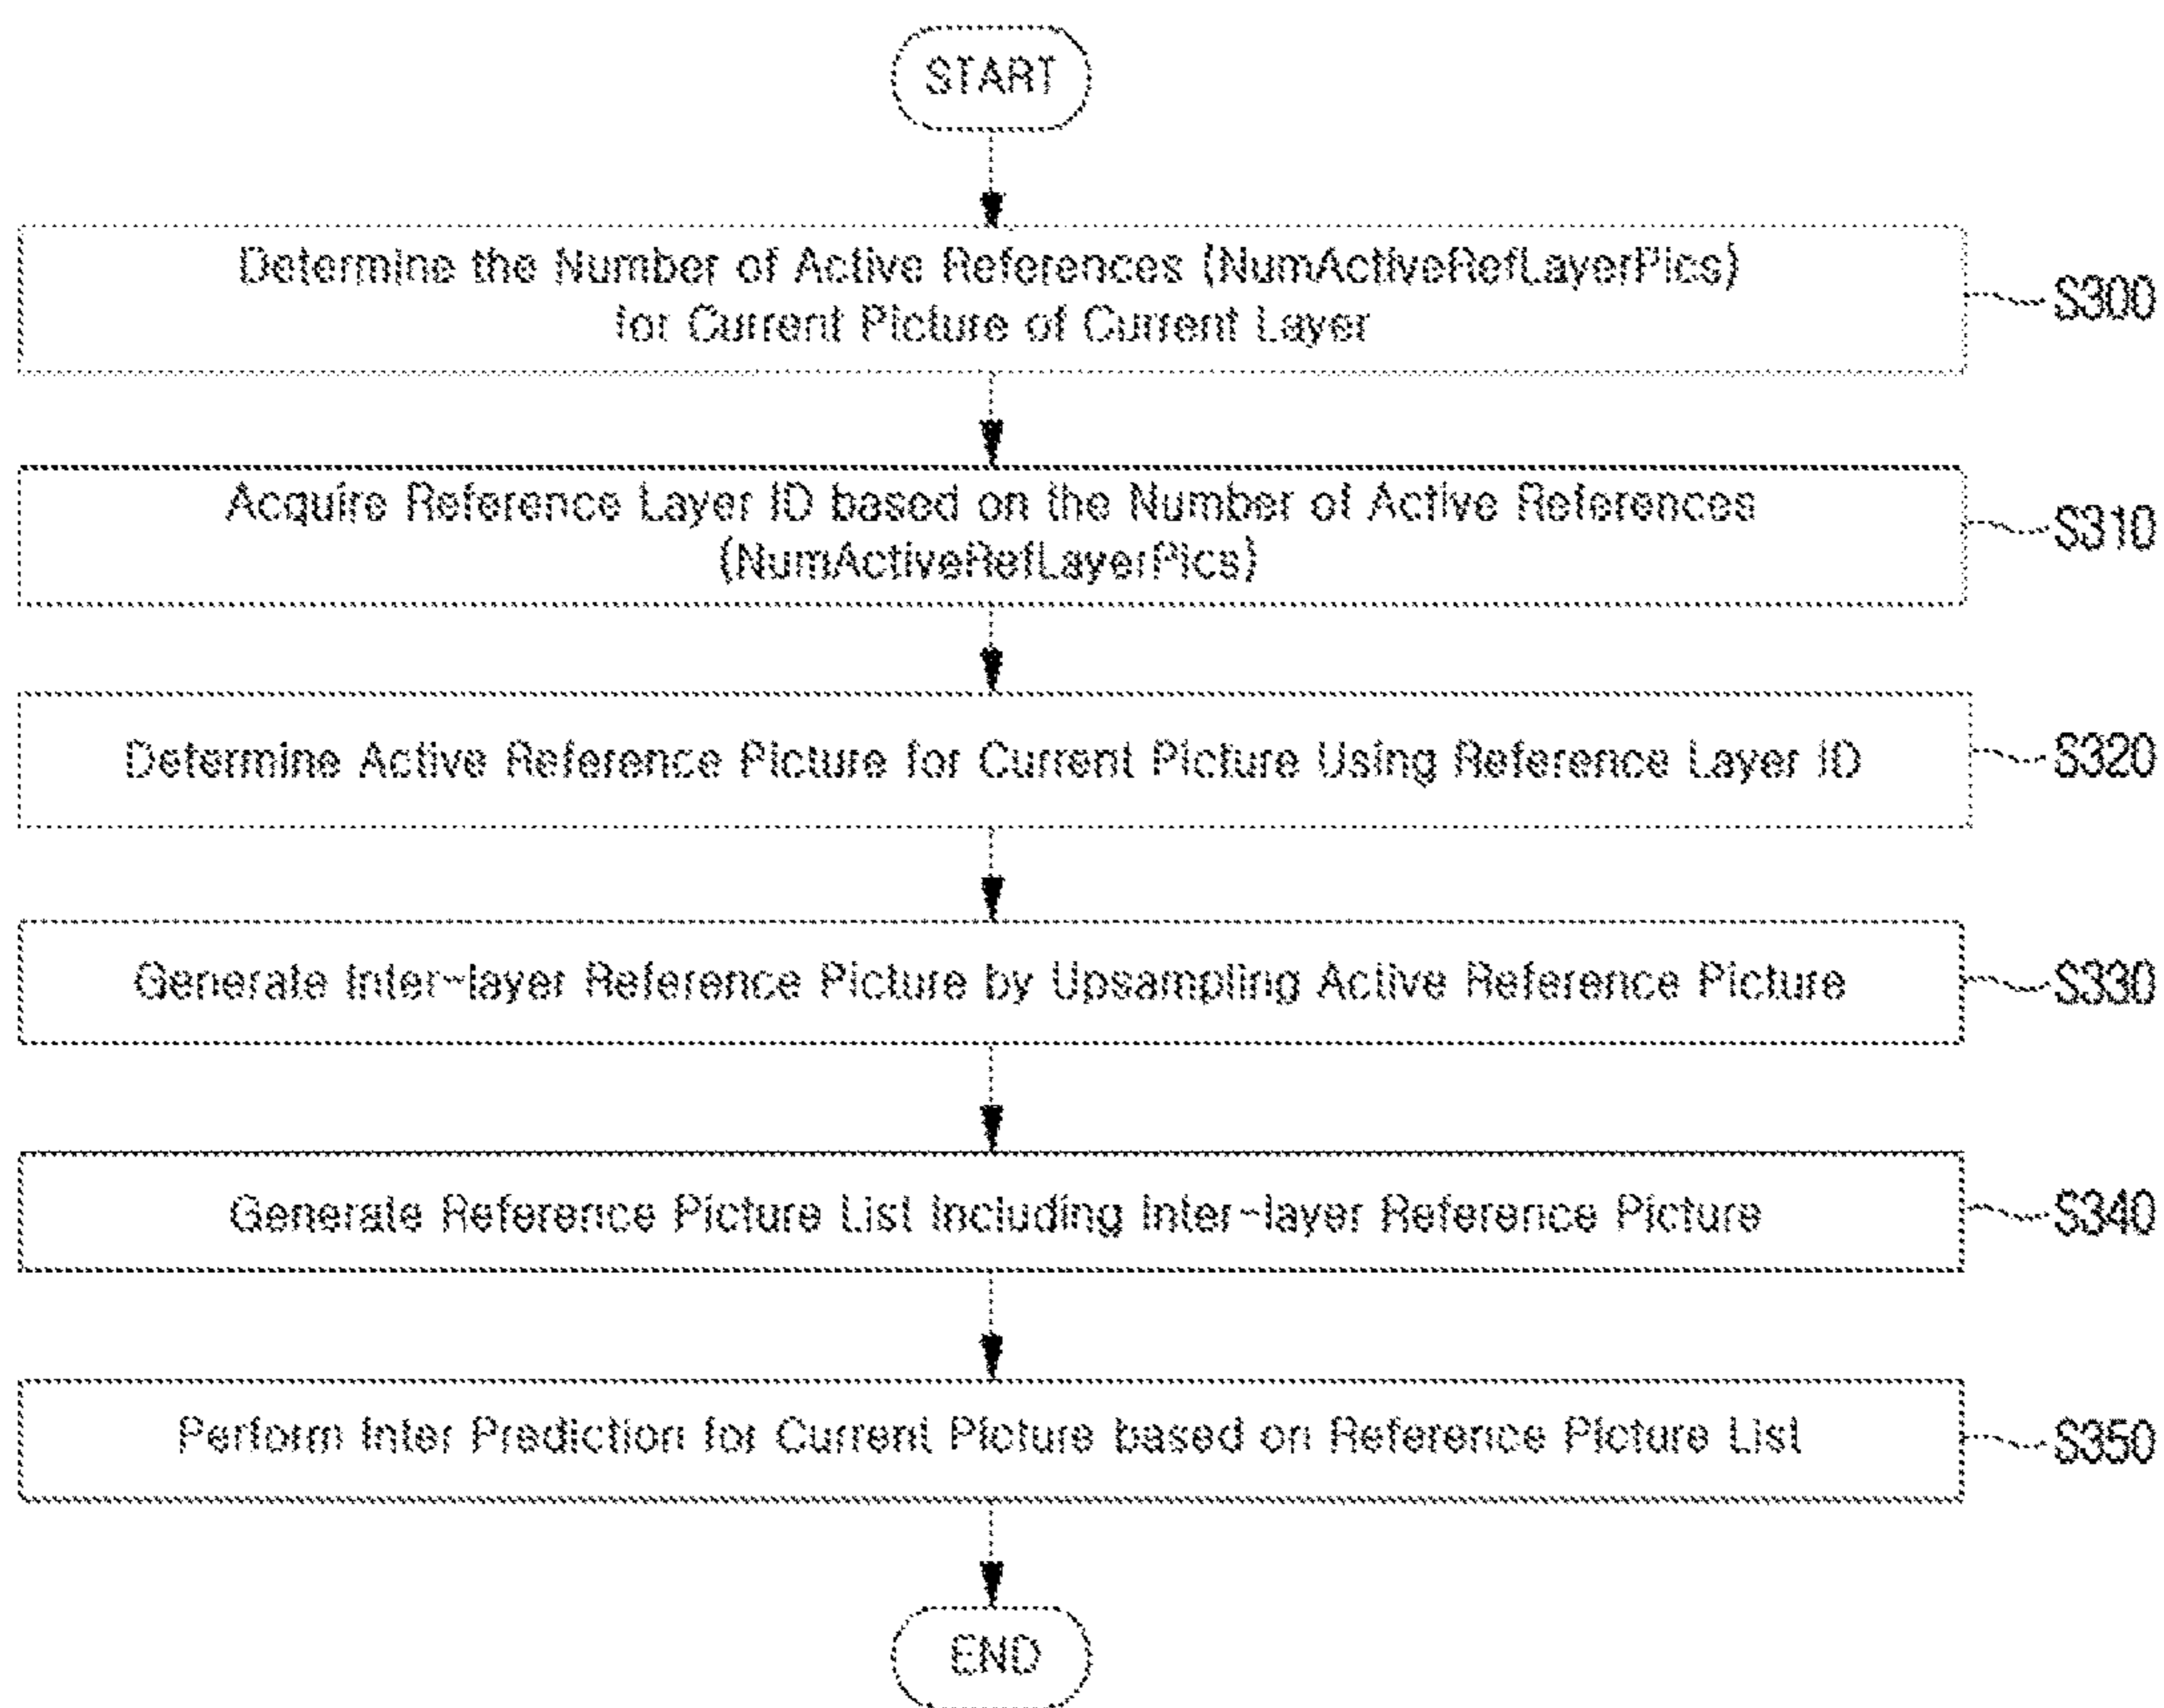 START
Determine the Number of Active References (NumActiveRefLayerPics)
for Current Picture of Current Layer
S300
Acquire Reference Layer ID based on the Number of Active References
(NumActiveRefLayerPics)
S310
Determine Active Reference Picture for Current Picture Using Reference Layer ID
S320
Generate Inter-layer Reference Picture by Upsampling Active Reference Picture
S330
Generate Reference Picture List Including Inter-layer Reference Picture
S340
Perform Inter Prediction for Current Picture based on Reference Picture List
S350
END